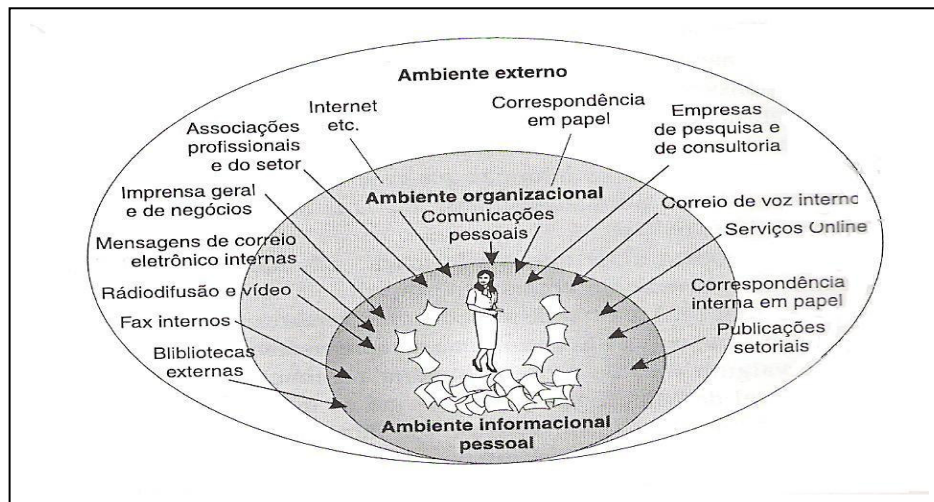 Ambiente externo
Internet
etc.
Correspondência
em papel
Empresas
de pesquisa e
de consultoria
Associações
profissionais
e do setor
Ambiente organizacional
Comunicações
pessoais
Imprensa geral
e de negócios
Correio de voz interno
Serviços Online
Mensagens de correio
eletrônico internas
Rádiodifusão e vídeo
Correspondência
interna em papel
Fax internos
Publicações
setoriais
Blibliotecas
externas
Ambiente informacional
pessoal